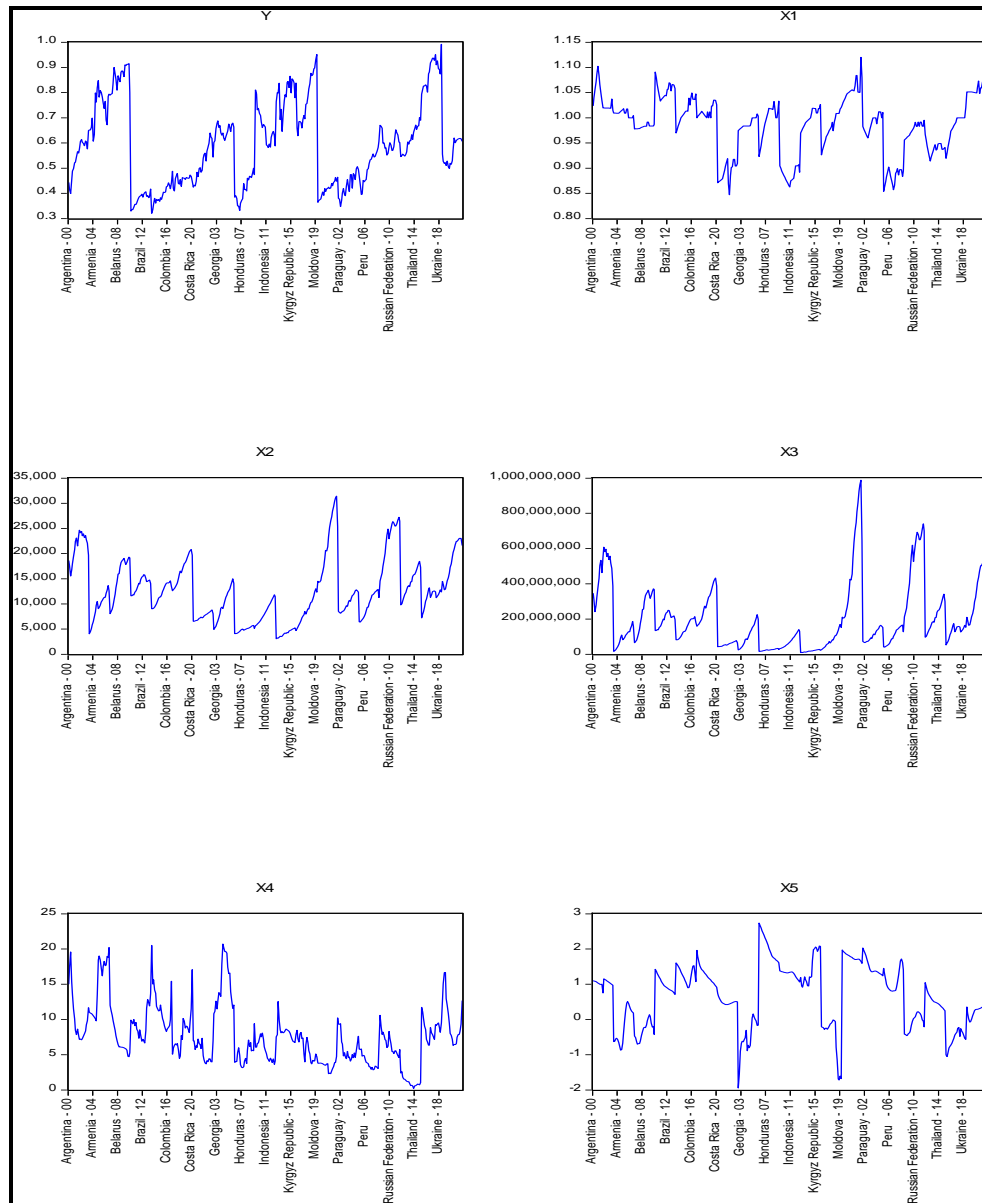 Y
1.0
0.9
0.8
0.7
0.6
0.5
0.4
0.3
Argentina - 00
Armenia - 04
Belarus - 08
Brazil - 12
Colombia - 16
Costa Rica - 20
Georgia - 03
Honduras - 07
Indonesia - 11
Kyrgyz Republic - 15
Moldova - 19
Paraguay - 02
Peru - 06
Russian Federation - 10
Thailand - 14
Ukraine - 18
X1
1.15
1.10
1.05
1.00
0.95
0.90
0.85
0.80
Argentina - 00
Armenia - 04
Belarus - 08
Brazil - 12
Colombia - 16
Costa Rica - 20
Georgia - 03
Honduras - 07
Indonesia - 11
Kyrgyz Republic - 15
Moldova - 19
Paraguay - 02
Peru - 06
Russian Federation - 10
Thailand - 14
Ukraine - 18
X2
35,000
30,000
25,000
20,000
15,000
10,000
5,000
0
Argentina - 00
Armenia - 04
Belarus - 08
Brazil - 12
Colombia - 16
Costa Rica - 20
Georgia - 03
Honduras - 07
Indonesia - 11
Kyrgyz Republic - 15
Moldova - 19
Paraguay - 02
Peru - 06
Russian Federation - 10
Thailand - 14
Ukraine - 18
X3
1,000,000,000
800,000,000
600,000,000
400,000,000
200,000,000
0
Argentina - 00
Armenia - 04
Belarus - 08
Brazil - 12
Colombia - 16
Costa Rica - 20
Georgia - 03
Honduras - 07
Indonesia - 11
Kyrgyz Republic - 15
Moldova - 19
Paraguay - 02
Peru - 06
Russian Federation - 10
Thailand - 14
Ukraine - 18
X4
25
20
15
10
5
0
Argentina - 00
Armenia - 04
Belarus - 08
Brazil - 12
Colombia - 16
Costa Rica - 20
Georgia - 03
Honduras - 07
Indonesia - 11
Kyrgyz Republic - 15
Moldova - 19
Paraguay - 02
Peru - 06
Russian Federation - 10
Thailand - 14
Ukraine - 18
X5
3
2
1
0
-1
-2
Argentina - 00
Armenia - 04
Belarus - 08
Brazil - 12
Colombia - 16
Costa Rica - 20
Georgia - 03
Honduras - 07
Indonesia - 11
Kyrgyz Republic - 15
Moldova - 19
Paraguay - 02
Peru - 06
Russian Federation - 10
Thailand - 14
Ukraine - 18